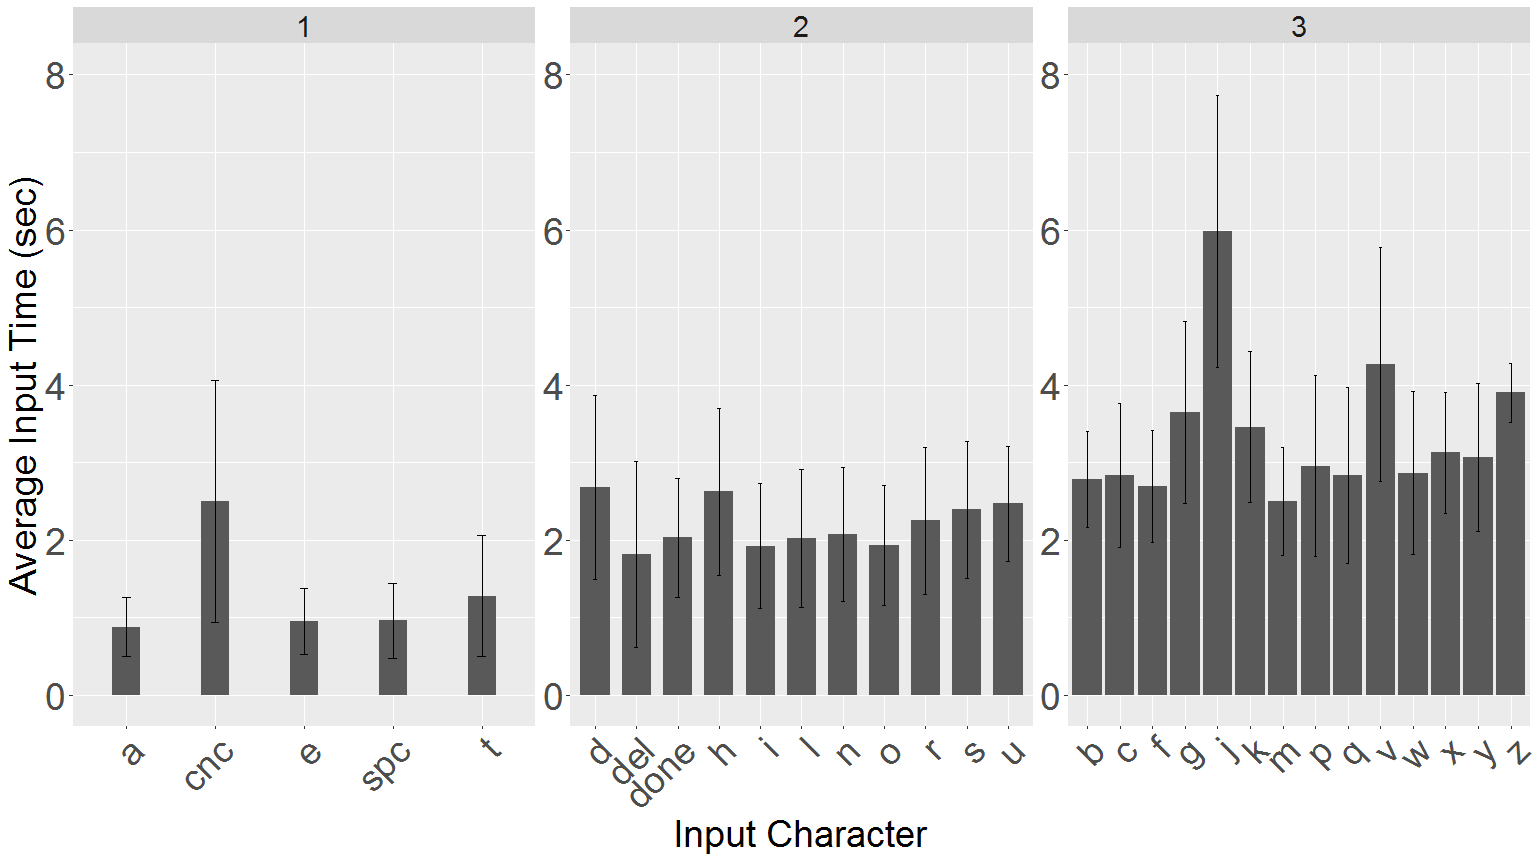 1 2 3
8 8 8
6 6 6
4 4 4
2 2 2
0 0 0
Average Input Time (sec)
a cnc e spc t d del done h i l n o r s u b c f g j k m p q v w x y z
Input Character